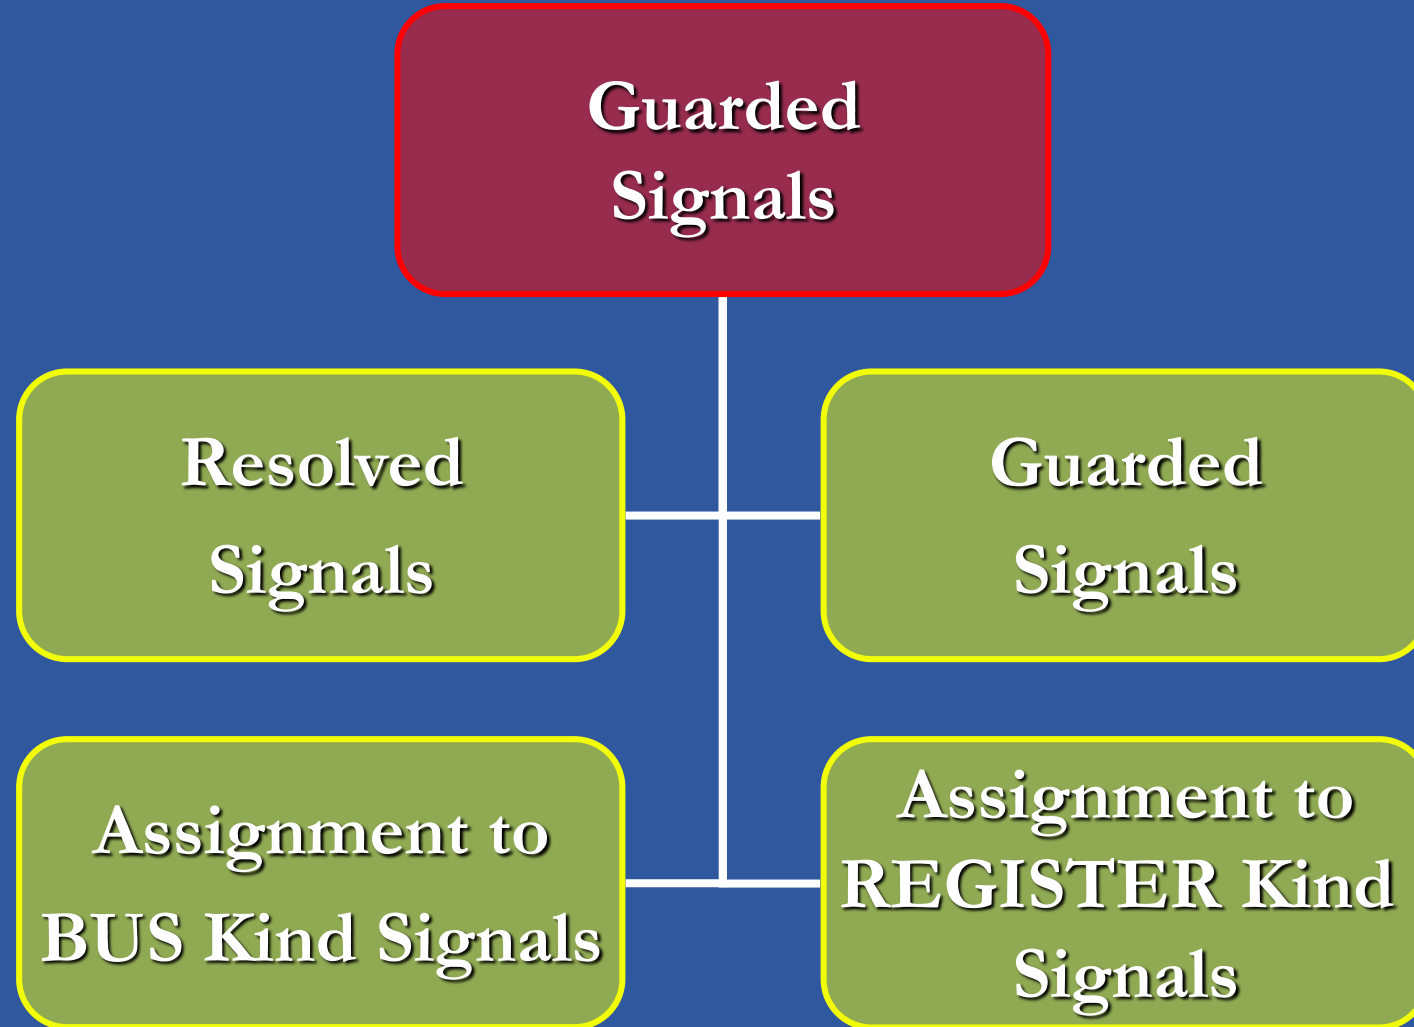 Guarded
Signals
Resolved
Signals
Guarded
Signals
Assignment to
BUS Kind Signals
Assignment to
REGISTER Kind
Signals